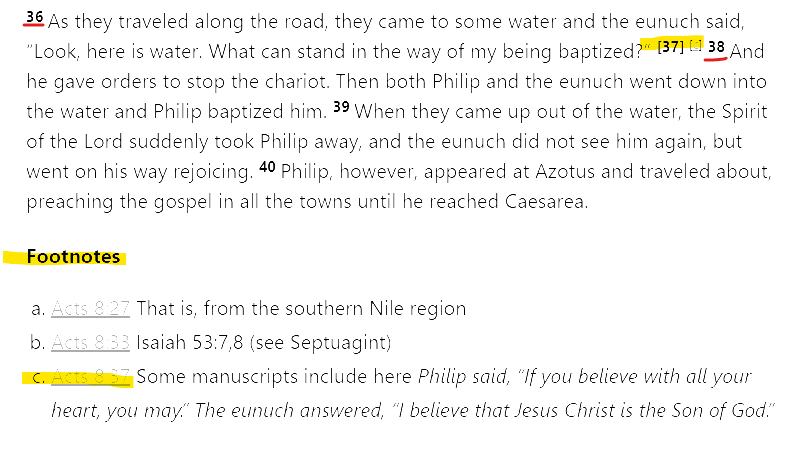 36 As they traveled along the road, they came to some water and the eunuch said,
“Look, here is water. What can stand in the way of my being baptized?“ [37] [c] 38 And
he gave orders to stop the chariot. Then both Philip and the eunuch went down into
the water and Philip baptized him. 39 When they came up out of the water, the Spirit
of the Lord suddenly took Philip away, and the eunuch did not see him again, but
went on his way rejoicing. 40 Philip, however, appeared at Azotus and traveled about,
preaching the gospel in all the towns until he reached Caesarea.
Footnotes
a. Acts 8:27 That is, from the southern Nile region
b. Acts 8:33 Isaiah 53:7,8 (see Septuagint)
c. Acts 8:37 Some manuscripts include here Philip said, “If you believe with all your
heart, you may.” The eunuch answered, “I believe that Jesus Christ is the Son of God.”